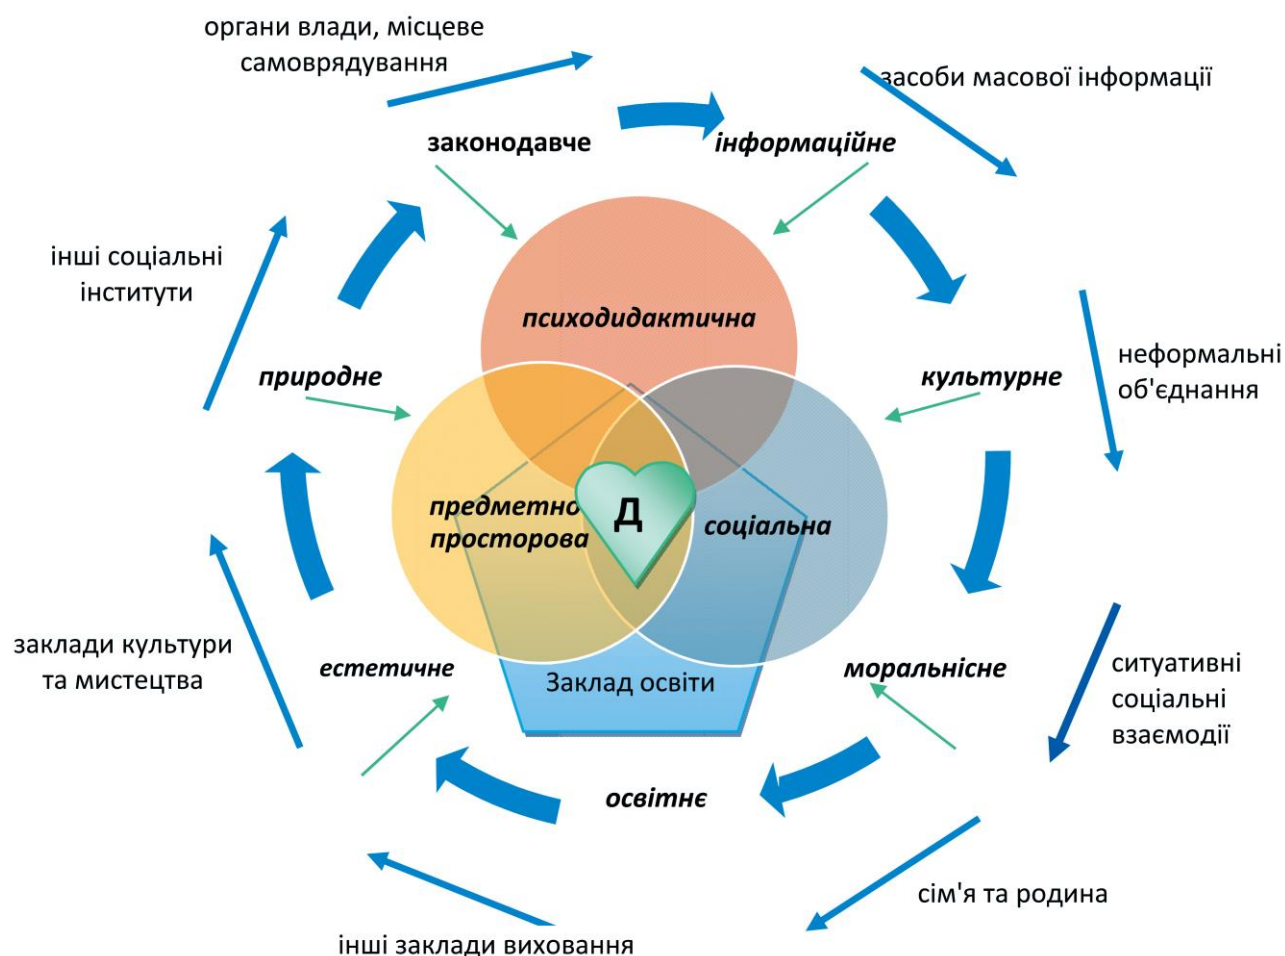 органи влади, місцеве
самоврядування
засоби масової інформації
законодавче
інформаційне
інші соціальні
інститути
психодидактична
природне
культурне
неформальні
об'єднання
предметно
просторова
Д
соціальна
заклади культури
та мистецтва
естетичне
Заклад освіти
моральнісне
ситуативні
соціальні
взаємодії
освітнє
сім'я та родина
інші заклади виховання